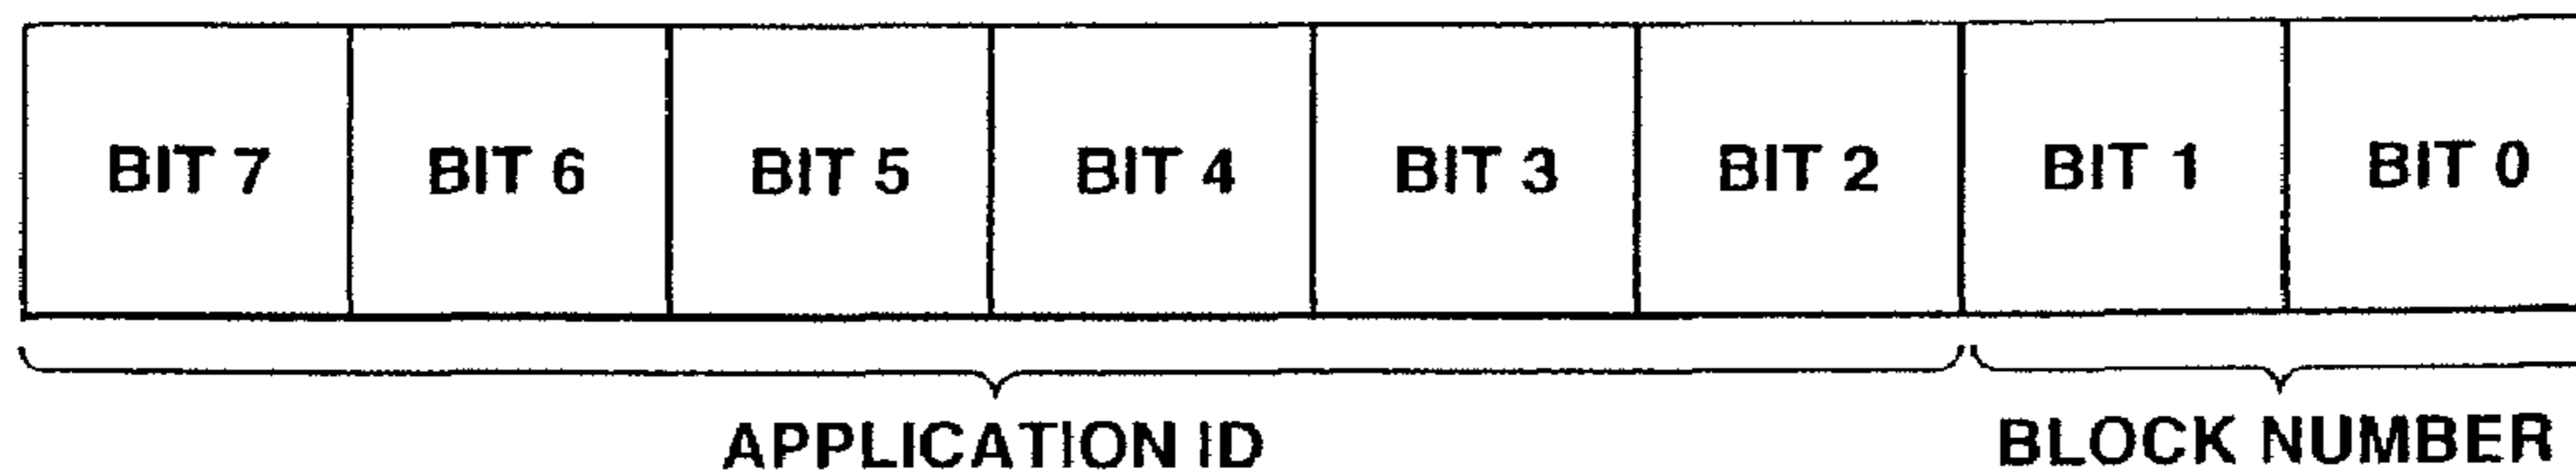 BIT 7 BIT 6 BIT 5 BIT 4 BIT 3 BIT 2 BIT 1 BIT 0
APPLICATION ID BLOCK NUMBER